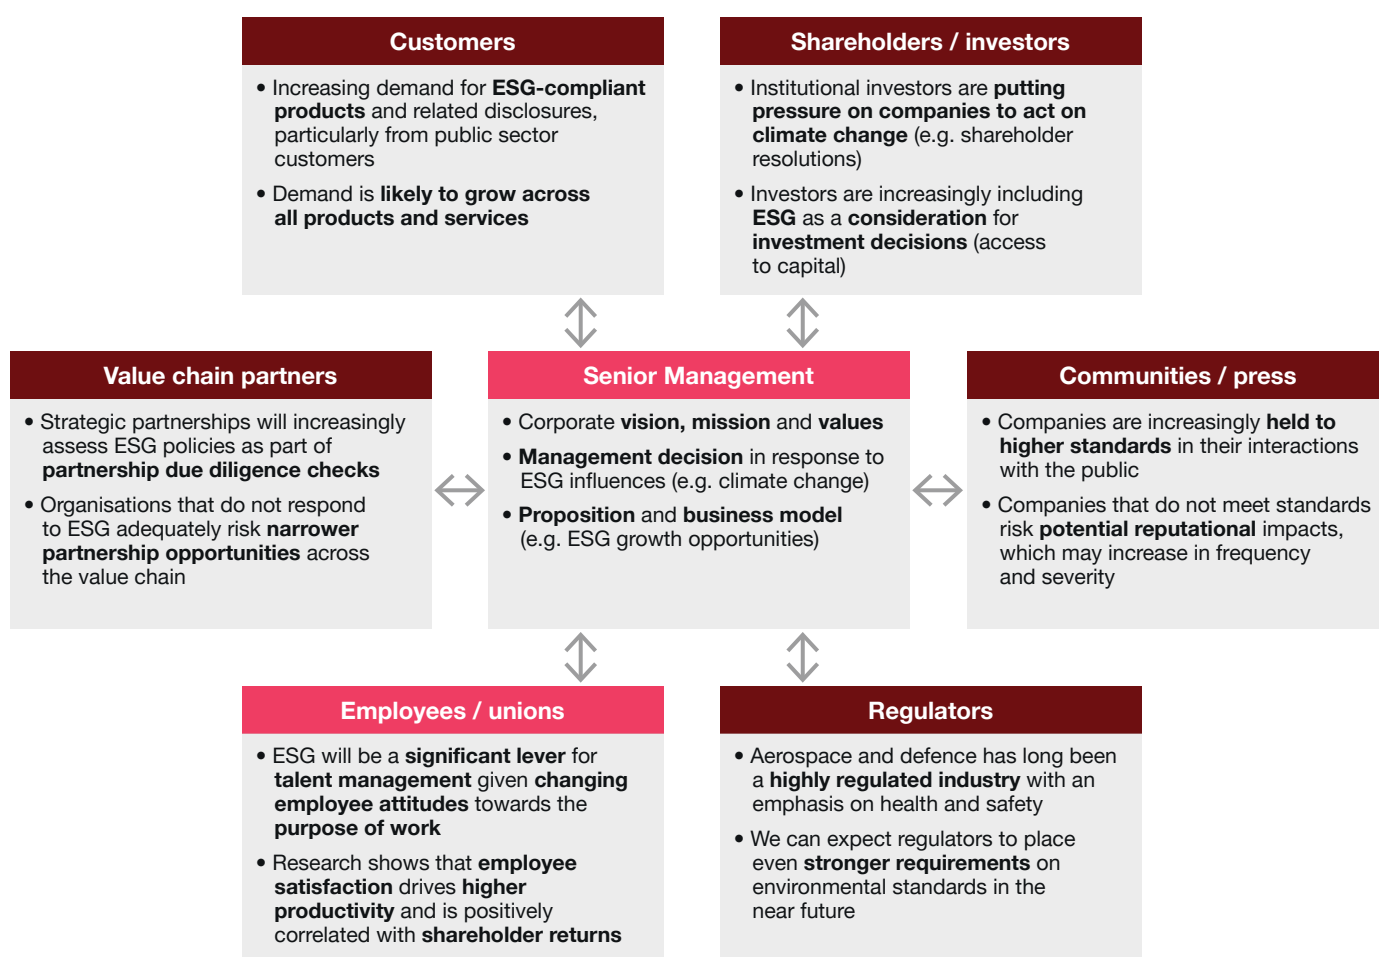 Customers
• Increasing demand for ESG-compliant
products and related disclosures,
particularly from public sector
customers
• Demand is likely to grow across
all products and services
Shareholders / investors
• Institutional investors are putting
pressure on companies to act on
climate change (e.g. shareholder
resolutions)
• Investors are increasingly including
ESG as a consideration for
investment decisions (access
to capital)
Value chain partners
• Strategic partnerships will increasingly
assess ESG policies as part of
partnership due diligence checks
• Organisations that do not respond
to ESG adequately risk narrower
partnership opportunities across
the value chain
Senior Management
• Corporate vision, mission and values
• Management decision in response to
ESG influences (e.g. climate change)
• Proposition and business model
(e.g. ESG growth opportunities)
Communities / press
• Companies are increasingly held to
higher standards in their interactions
with the public
• Companies that do not meet standards
risk potential reputational impacts,
which may increase in frequency
and severity
Employees / unions
• ESG will be a significant lever for
talent management given changing
employee attitudes towards the
purpose of work
• Research shows that employee
satisfaction drives higher
productivity and is positively
correlated with shareholder returns
Regulators
• Aerospace and defence has long been
a highly regulated industry with an
emphasis on health and safety
• We can expect regulators to place
even stronger requirements on
environmental standards in the
near future